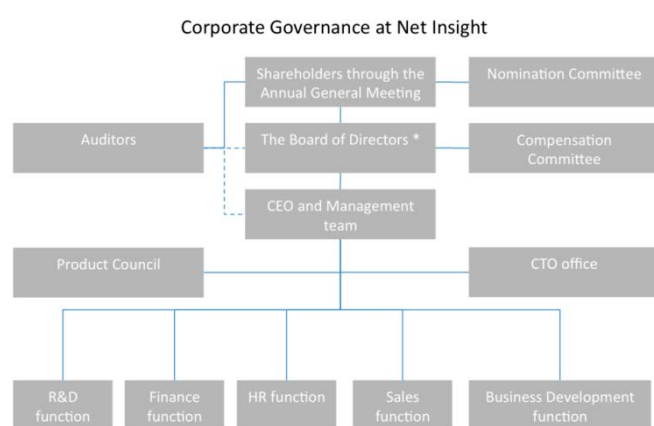 Corporate Governance at Net Insight
Shareholders through the
Annual General Meeting
Nomination Committee
Auditors
The Board of Directors *
Compensation
Committee
CEO and Management
team
Product Council
CTO office
R&D
function
Finance
function
HR function
Sales
function
Business Development
function